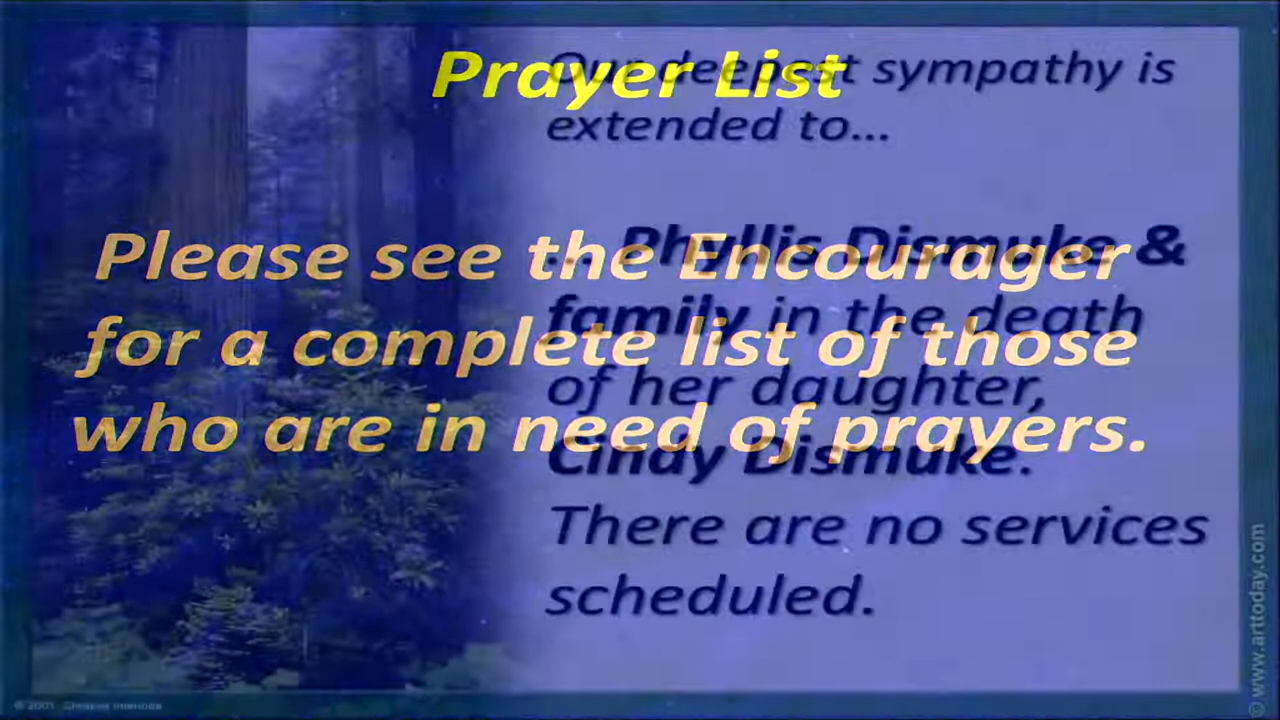 Prayer List
Please see the Encourager
for a complete list of those
who are in need of prayers.
Our deepest sympathy is
extended to...
... Phyllis Dismuke &
family in the death
of her daughter,
Cindy Dismuke.
There are no services
scheduled.
© www.arttoday.com
© 2001